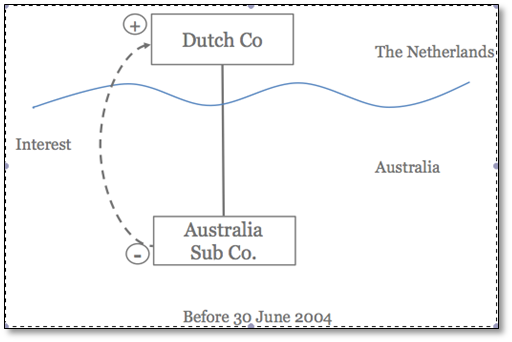 +
Dutch Co
The Netherlands
Interest
Australia
Australia
Sub Co.
-
Before 30 June 2004